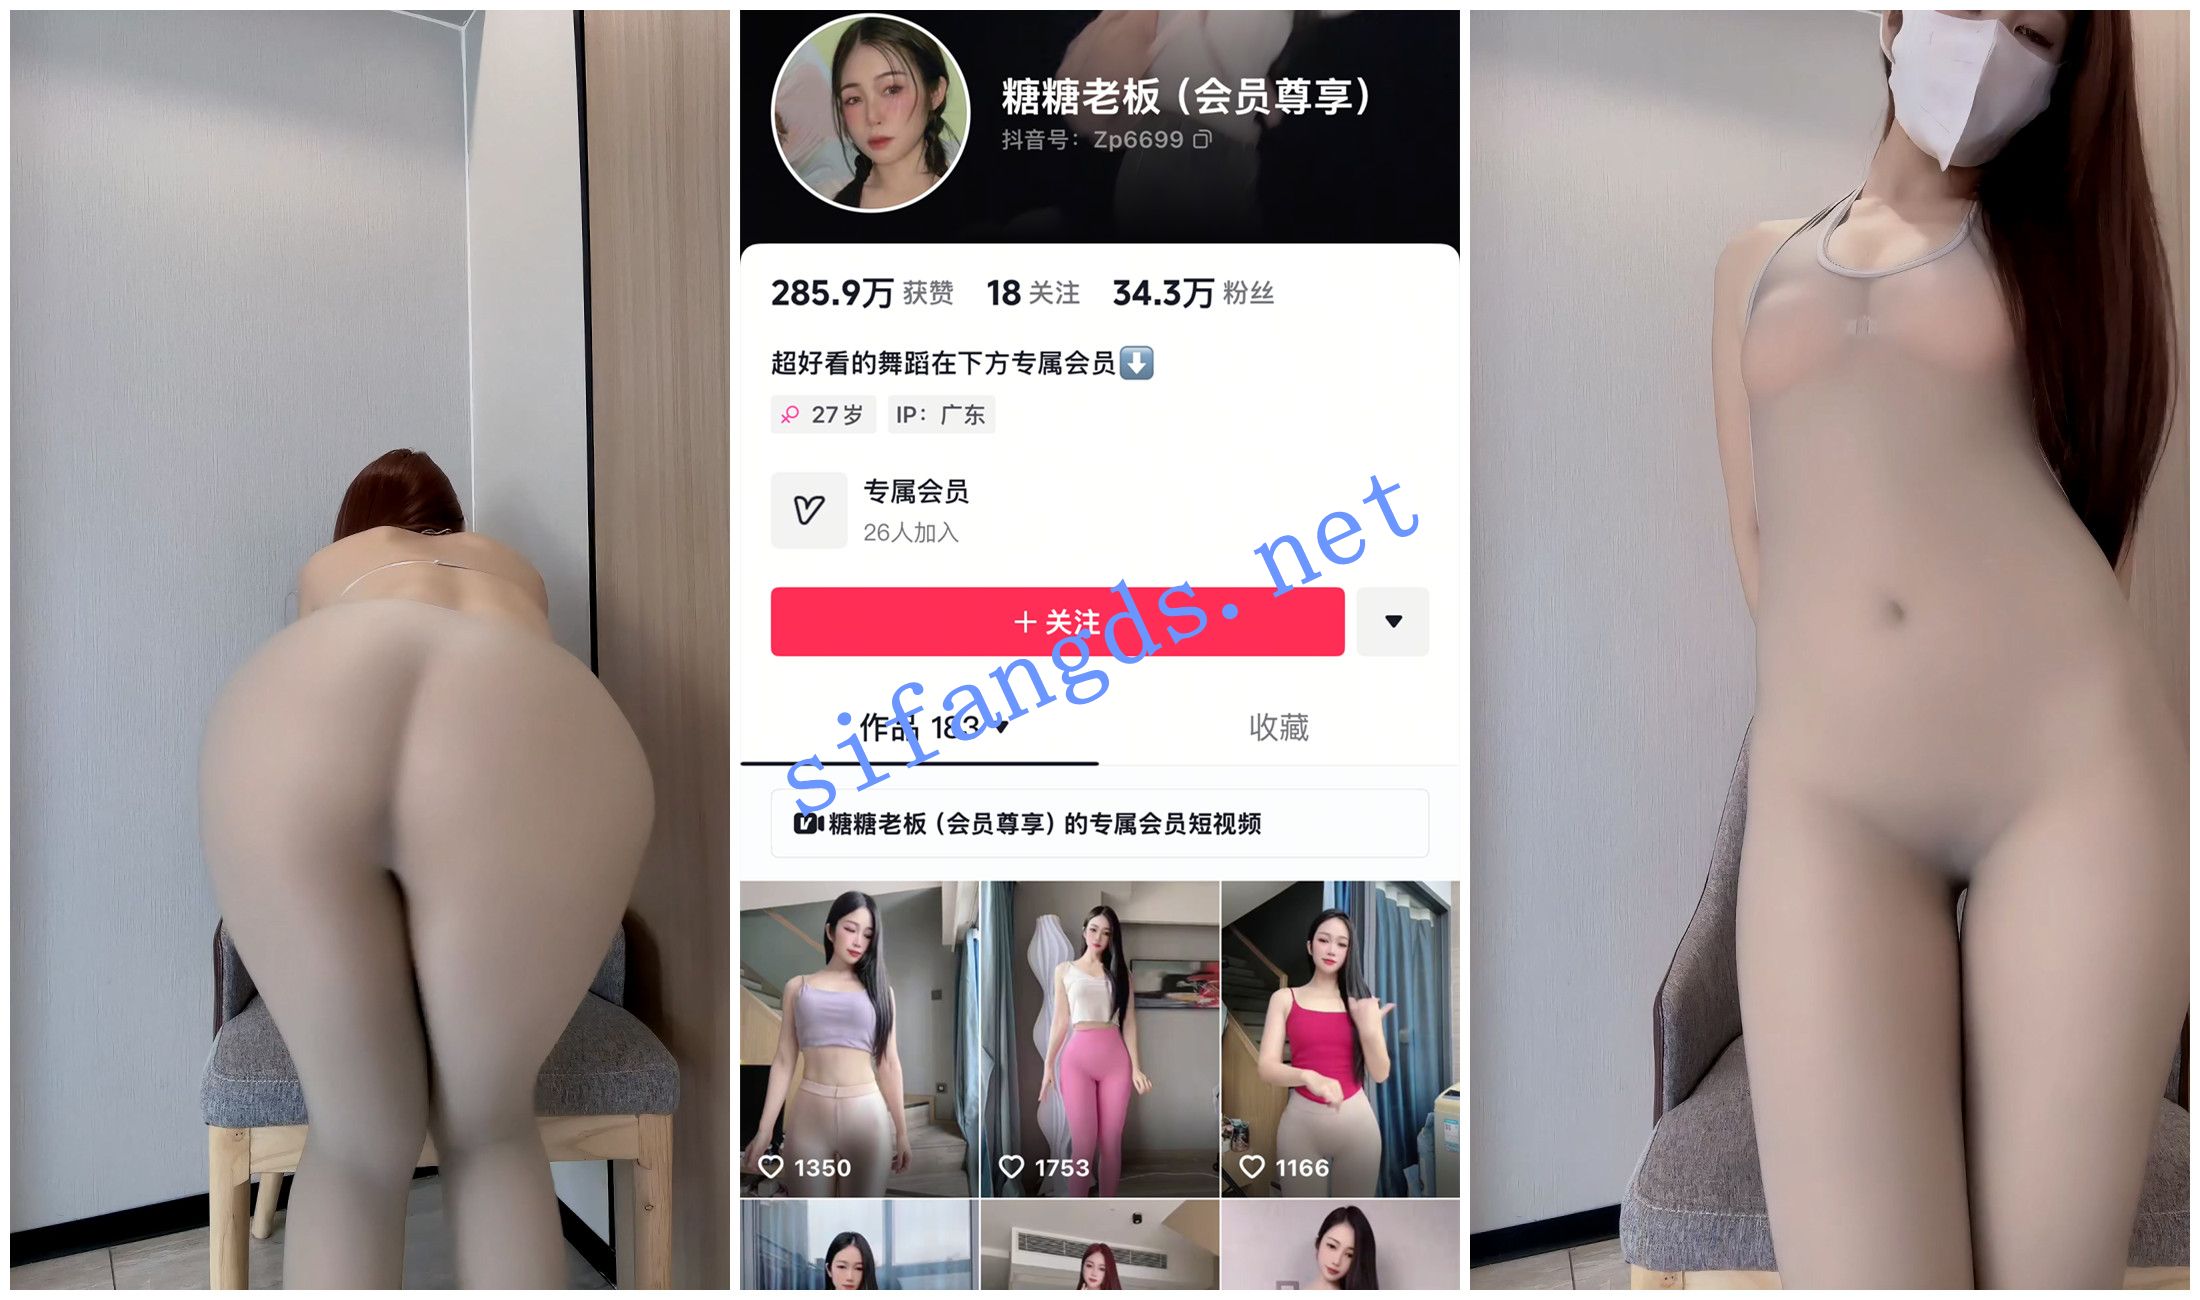 糖糖老板（会员尊享）
抖音号：Zp6699
285.9万 获赞 18 关注 34.3万 粉丝
超好看的舞蹈在下方专属会员⬇️
27岁 IP：广东
专属会员
26人加入
＋关注
作品 183 收藏
糖糖老板（会员尊享）的专属会员短视频
1350 1753 1166
sifangds.net